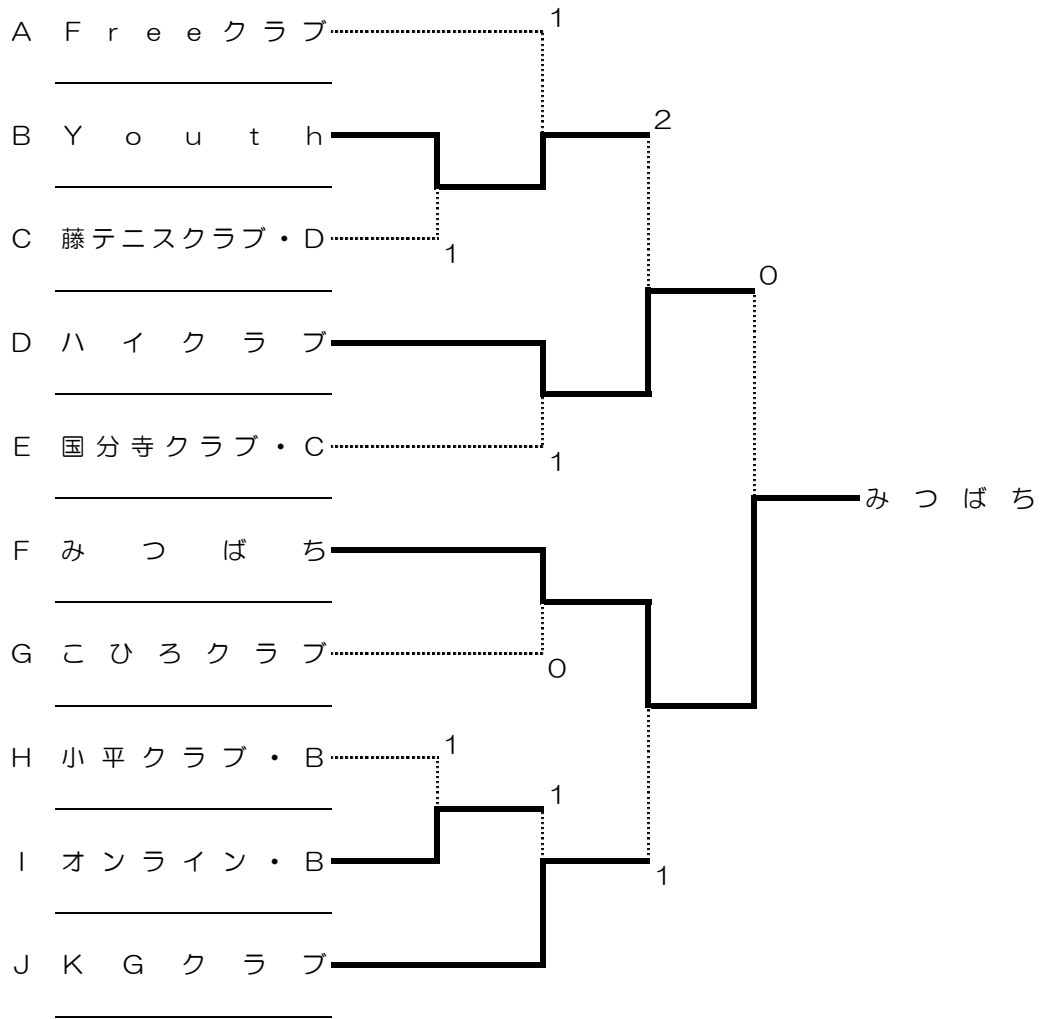 1
A Freeクラブ
2
B Youth
C 藤テニスクラブ・D
1
0
D ハイクラブ
E 国分寺クラブ・C
1
みつばち
F みつばち
G こひろクラブ
0
1
H 小平クラブ・B
1
I オンライン・B
1
J KGクラブ